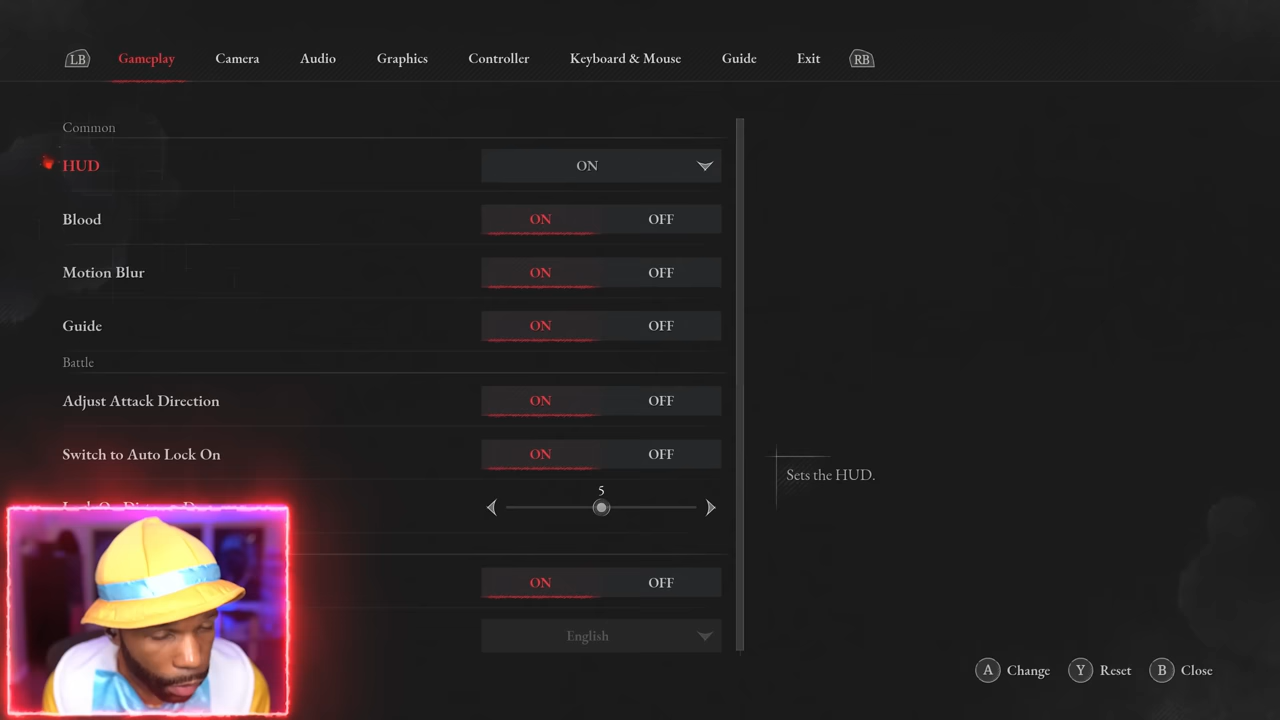 LB Gameplay Camera Audio Graphics Controller Keyboard & Mouse Guide Exit RB
Common
HUD ON
Blood ON OFF
Motion Blur ON OFF
Guide ON OFF
Battle
Adjust Attack Direction ON OFF
Switch to Auto Lock On ON OFF
Sets the HUD.
5
ON OFF
English
A Change Y Reset B Close